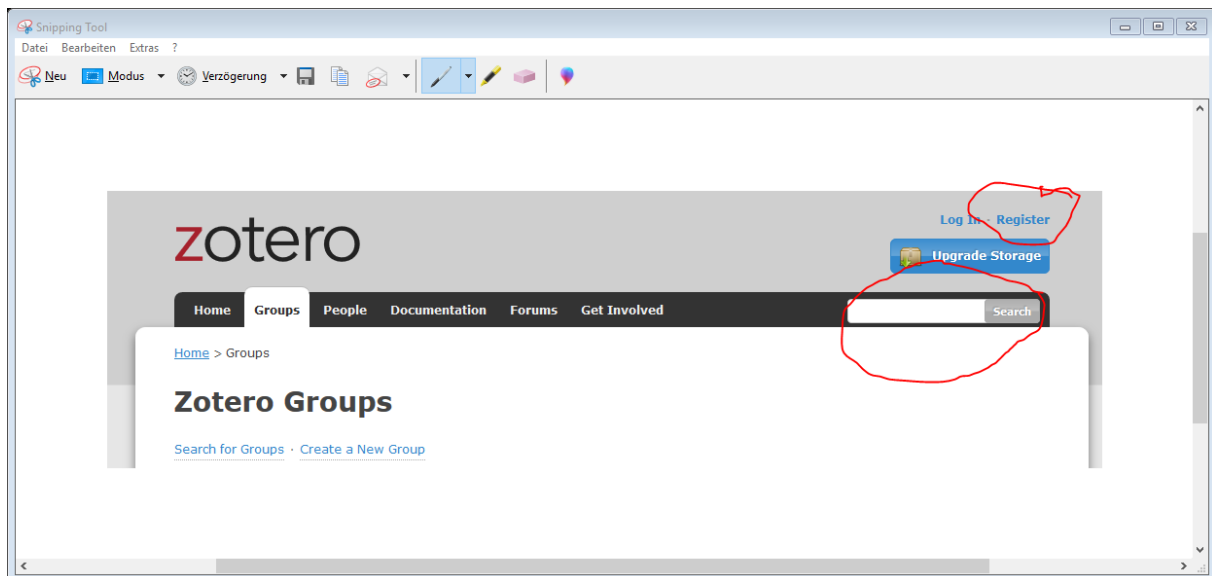 Snipping Tool
Datei Bearbeiten Extras ?
Neu Modus Verzögerung
zotero
Log In · Register
Upgrade Storage
Home Groups People Documentation Forums Get Involved Search
Home > Groups
Zotero Groups
Search for Groups · Create a New Group